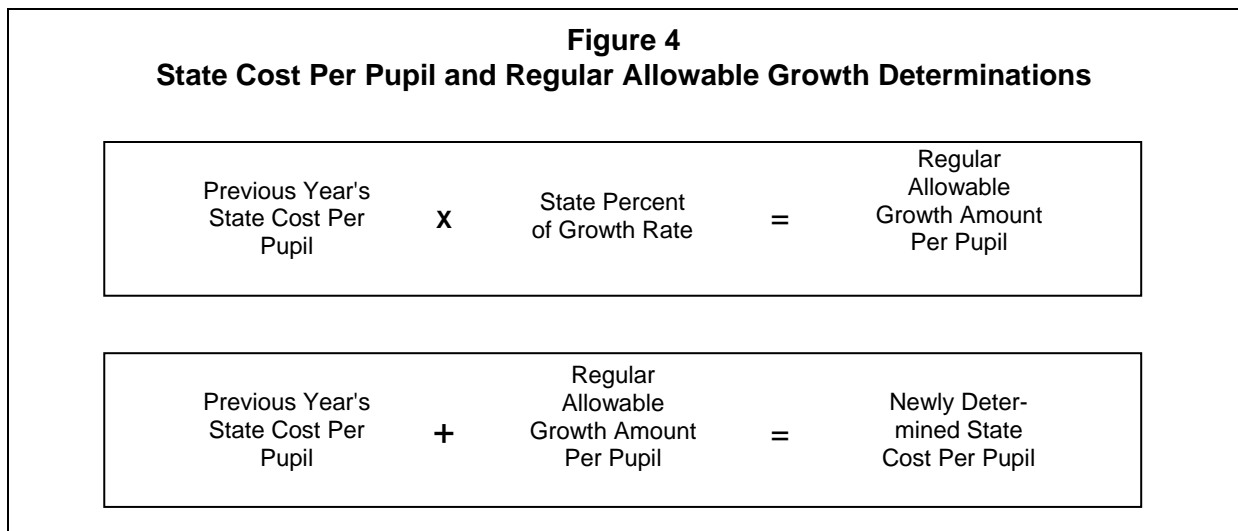 Figure 4
State Cost Per Pupil and Regular Allowable Growth Determinations
Previous Year's
State Cost Per
Pupil
X
State Percent
of Growth Rate
=
Regular
Allowable
Growth Amount
Per Pupil
Previous Year's
State Cost Per
Pupil
+
Regular
Allowable
Growth Amount
Per Pupil
=
Newly Deter-
mined State
Cost Per Pupil